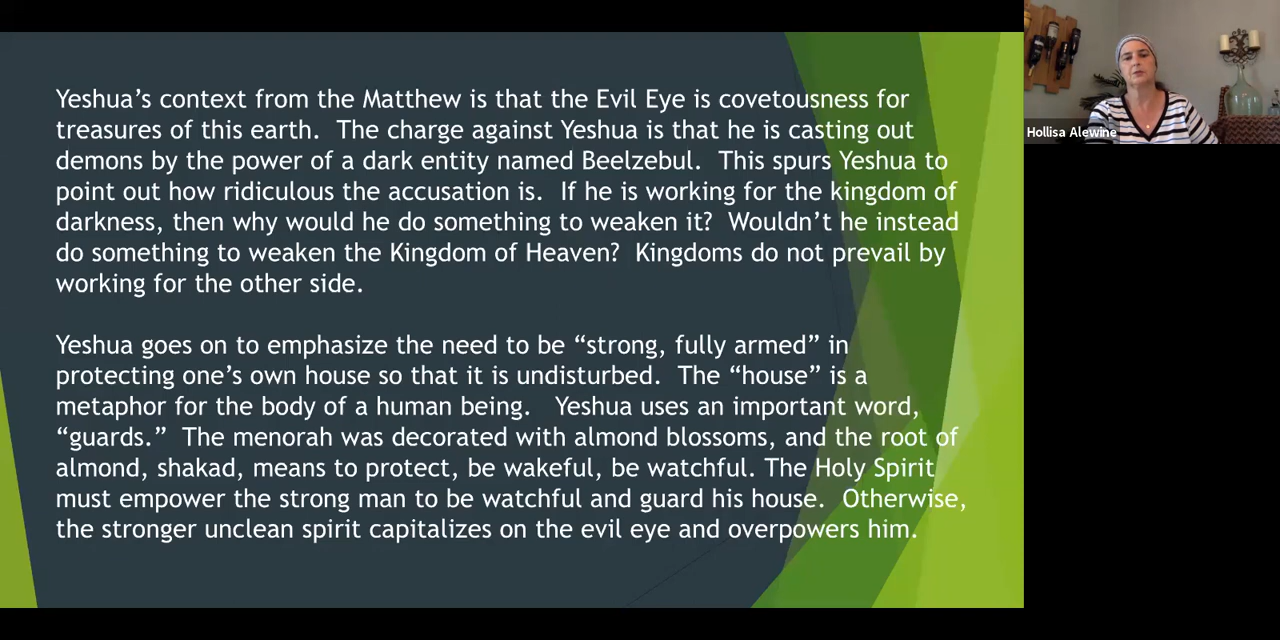 Yeshua’s context from the Matthew is that the Evil Eye is covetousness for
treasures of this earth.  The charge against Yeshua is that he is casting out
demons by the power of a dark entity named Beelzebul.  This spurs Yeshua to
point out how ridiculous the accusation is.  If he is working for the kingdom of
darkness, then why would he do something to weaken it?  Wouldn’t he instead
do something to weaken the Kingdom of Heaven?  Kingdoms do not prevail by
working for the other side.
Yeshua goes on to emphasize the need to be “strong, fully armed” in
protecting one’s own house so that it is undisturbed.  The “house” is a
metaphor for the body of a human being.   Yeshua uses an important word,
“guards.”  The menorah was decorated with almond blossoms, and the root of
almond, shakad, means to protect, be wakeful, be watchful. The Holy Spirit
must empower the strong man to be watchful and guard his house.  Otherwise,
the stronger unclean spirit capitalizes on the evil eye and overpowers him.
Hollisa Alewine